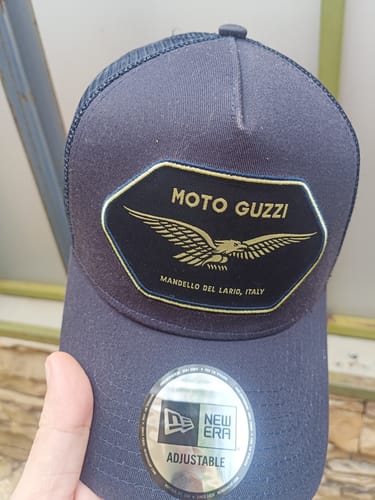 MOTO GUZZI
MANDELLO DEL LARIO, ITALY
NEW
ERA
ADJUSTABLE